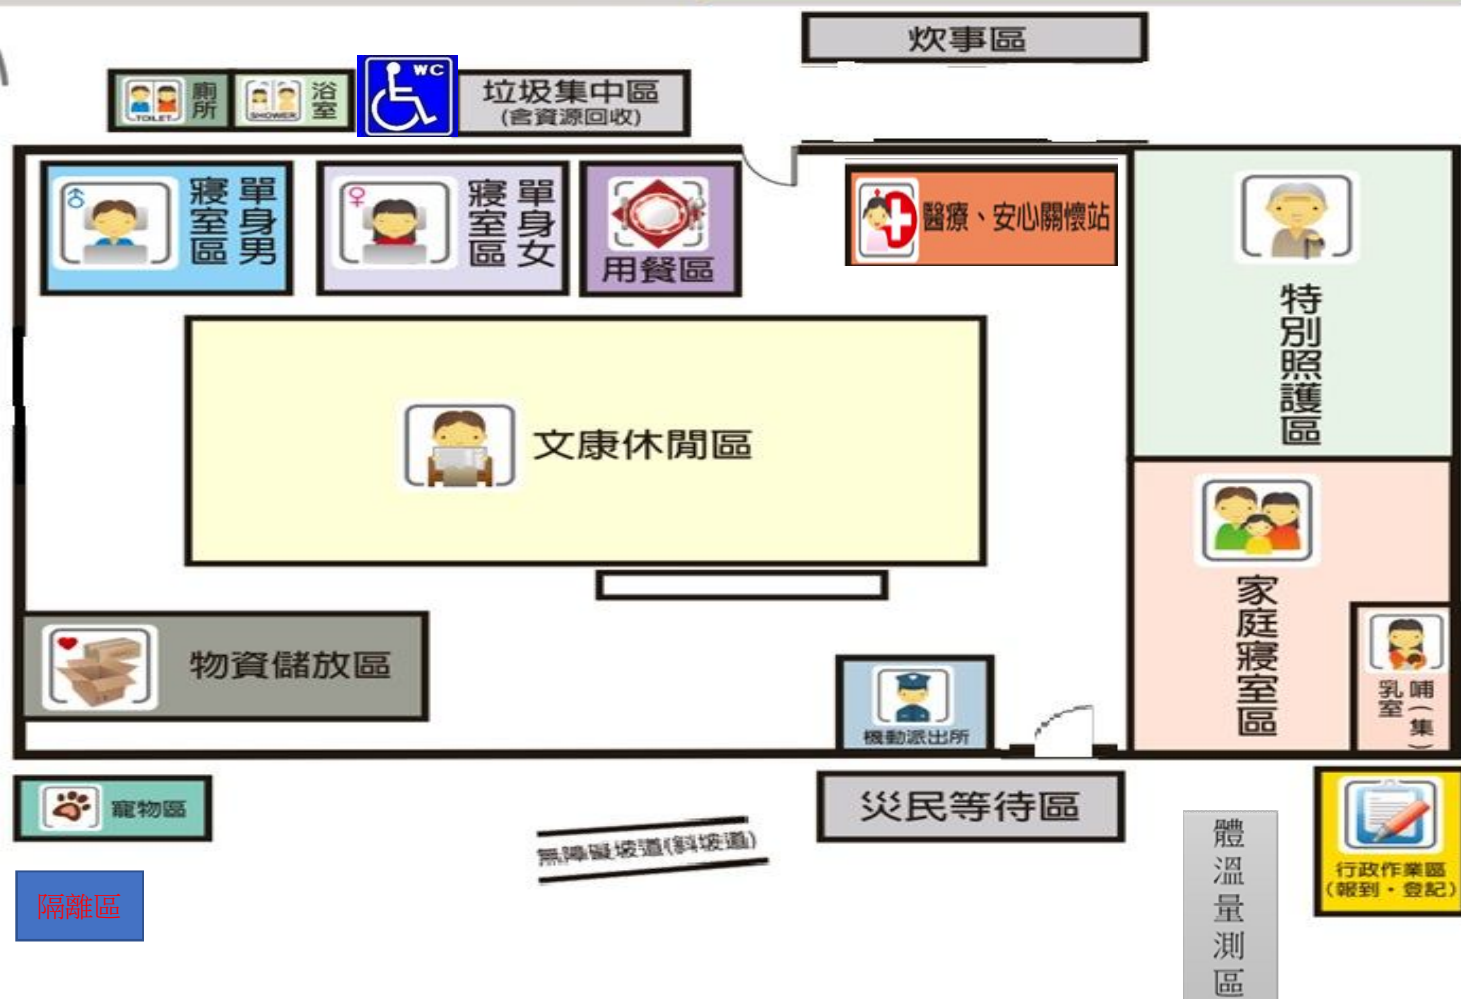 炊事區
廁所
TOILET
浴室
SHOWER
WC
垃圾集中區
(含資源回收)
單身男
寢室區
單身女
寢室區
用餐區
醫療、安心關懷站
特別照護區
文康休閒區
家庭寢室區
哺(集)
乳室
物資儲放區
機動派出所
寵物區
無障礙坡道(斜坡道)
災民等待區
體溫量測區
行政作業區
(報到・登記)
隔離區